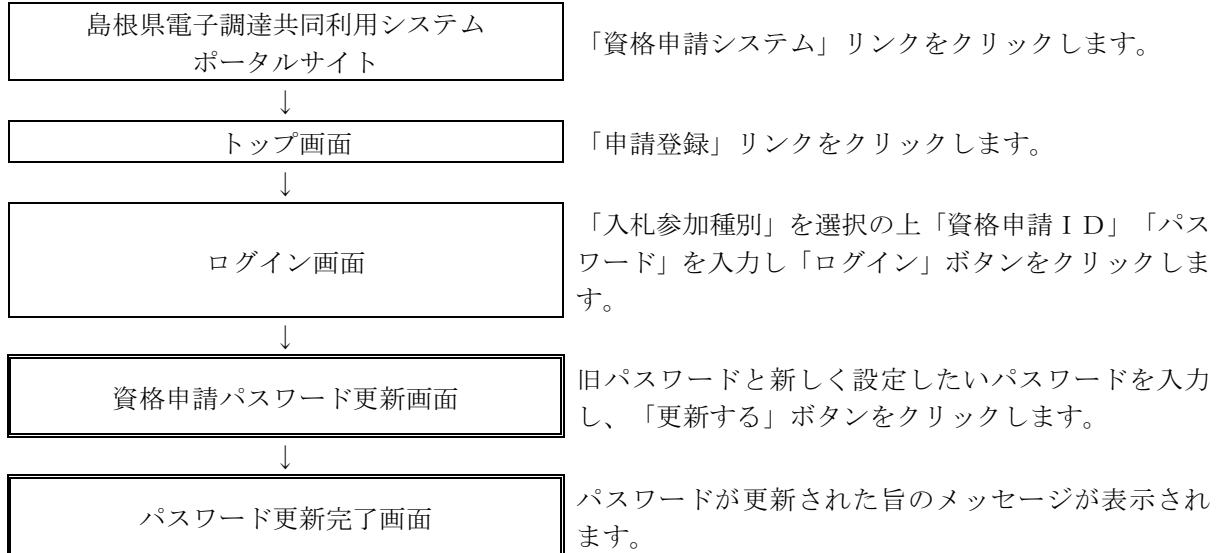 島根県電子調達共同利用システム
ポータルサイト
「資格申請システム」リンクをクリックします。
↓
トップ画面
「申請登録」リンクをクリックします。
↓
ログイン画面
「入札参加種別」を選択の上「資格申請ＩＤ」「パス
ワード」を入力し「ログイン」ボタンをクリックしま
す。
↓
資格申請パスワード更新画面
旧パスワードと新しく設定したいパスワードを入力
し、「更新する」ボタンをクリックします。
↓
パスワード更新完了画面
パスワードが更新された旨のメッセージが表示され
ます。